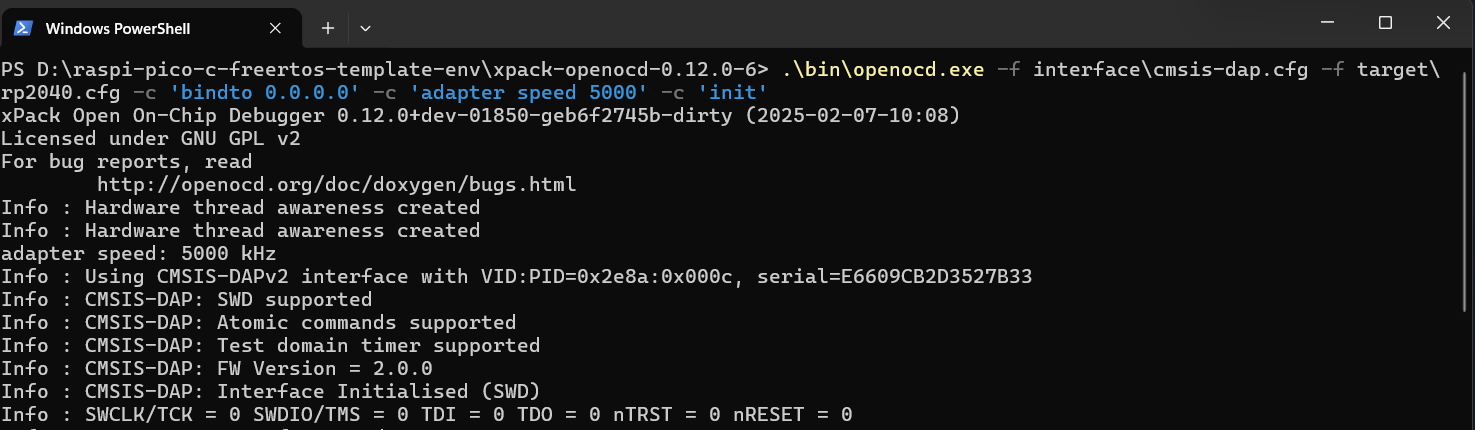 Windows PowerShell
PS D:\raspi-pico-c-freertos-template-env\xpack-openocd-0.12.0-6> .\bin\openocd.exe -f interface\cmsis-dap.cfg -f target\
rp2040.cfg -c 'bindto 0.0.0.0' -c 'adapter speed 5000' -c 'init'
xPack Open On-Chip Debugger 0.12.0+dev-01850-geb6f2745b-dirty (2025-02-07-10:08)
Licensed under GNU GPL v2
For bug reports, read
        http://openocd.org/doc/doxygen/bugs.html
Info : Hardware thread awareness created
Info : Hardware thread awareness created
adapter speed: 5000 kHz
Info : Using CMSIS-DAPv2 interface with VID:PID=0x2e8a:0x000c, serial=E6609CB2D3527B33
Info : CMSIS-DAP: SWD supported
Info : CMSIS-DAP: Atomic commands supported
Info : CMSIS-DAP: Test domain timer supported
Info : CMSIS-DAP: FW Version = 2.0.0
Info : CMSIS-DAP: Interface Initialised (SWD)
Info : SWCLK/TCK = 0 SWDIO/TMS = 0 TDI = 0 TDO = 0 nTRST = 0 nRESET = 0